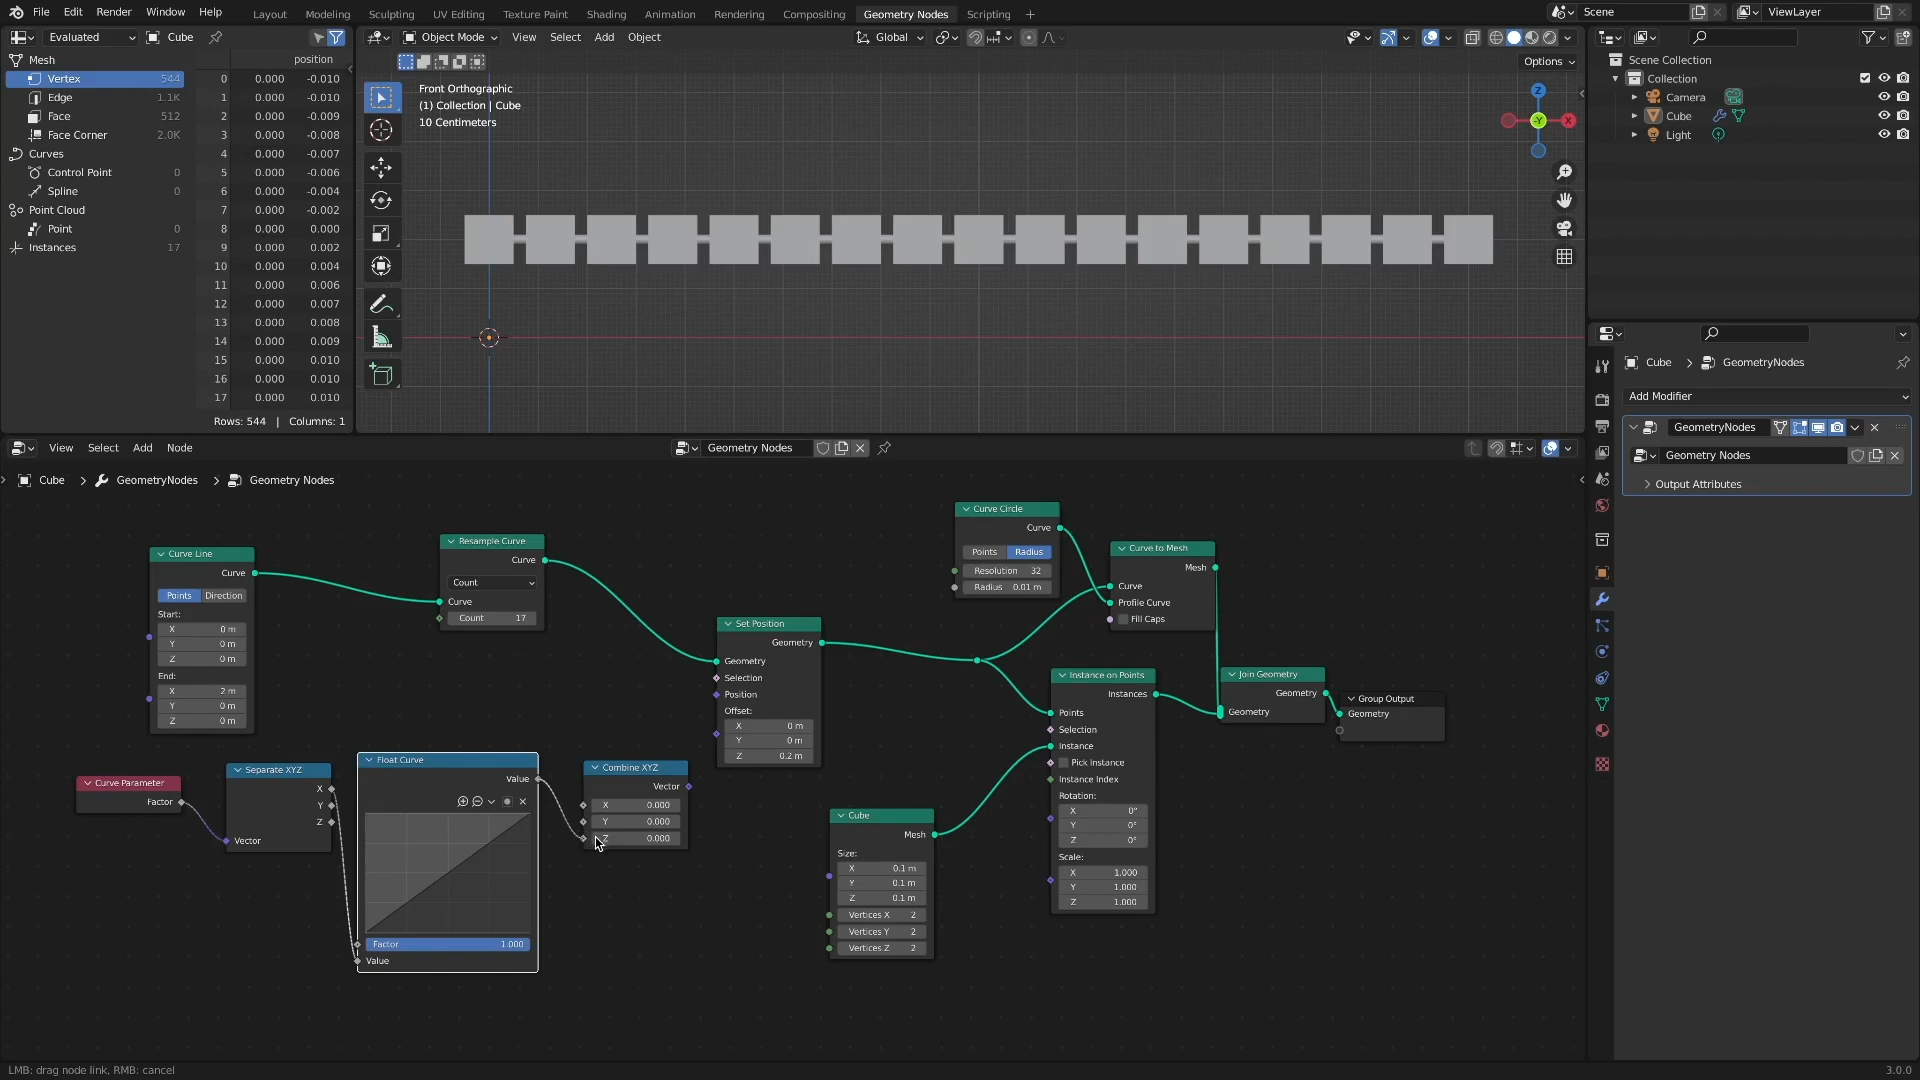 File Edit Render Window Help Layout Modeling Sculpting UV Editing Texture Paint Shading Animation Rendering Compositing Geometry Nodes Scripting + Scene ViewLayer
Evaluated Cube
position
Mesh
Vertex 544
Edge 1.1K
Face 512
Face Corner 2.0K
Curves
Control Point 0
Spline 0
Point Cloud
Point 0
Instances 17
0 0.000 -0.010
1 0.000 -0.010
2 0.000 -0.009
3 0.000 -0.008
4 0.000 -0.007
5 0.000 -0.006
6 0.000 -0.004
7 0.000 -0.002
8 0.000 0.000
9 0.000 0.002
10 0.000 0.004
11 0.000 0.006
12 0.000 0.007
13 0.000 0.008
14 0.000 0.009
15 0.000 0.010
16 0.000 0.010
17 0.000 0.010
Rows: 544 | Columns: 1
Object Mode View Select Add Object Global
Options
Front Orthographic
(1) Collection | Cube
10 Centimeters
Z
-Y X
Scene Collection
Collection
Camera
Cube
Light
Cube > GeometryNodes
Add Modifier
GeometryNodes
Geometry Nodes
> Output Attributes
View Select Add Node Geometry Nodes
Cube > GeometryNodes > Geometry Nodes
Curve Line
Curve
Points Direction
Start:
X 0 m
Y 0 m
Z 0 m
End:
X 2 m
Y 0 m
Z 0 m
Resample Curve
Curve
Count
Curve
Count 17
Set Position
Geometry
Geometry
Selection
Position
Offset:
X 0 m
Y 0 m
Z 0.2 m
Curve Circle
Curve
Points Radius
Resolution 32
Radius 0.01 m
Curve to Mesh
Mesh
Curve
Profile Curve
Fill Caps
Instance on Points
Instances
Points
Selection
Instance
Pick Instance
Instance Index
Rotation:
X 0°
Y 0°
Z 0°
Scale:
X 1.000
Y 1.000
Z 1.000
Join Geometry
Geometry
Geometry
Group Output
Geometry
Curve Parameter
Factor
Separate XYZ
X
Y
Z
Vector
Float Curve
Value
Factor 1.000
Value
Combine XYZ
Vector
X 0.000
Y 0.000
Z 0.000
Cube
Mesh
Size:
X 0.1 m
Y 0.1 m
Z 0.1 m
Vertices X 2
Vertices Y 2
Vertices Z 2
LMB: drag node link, RMB: cancel
3.0.0